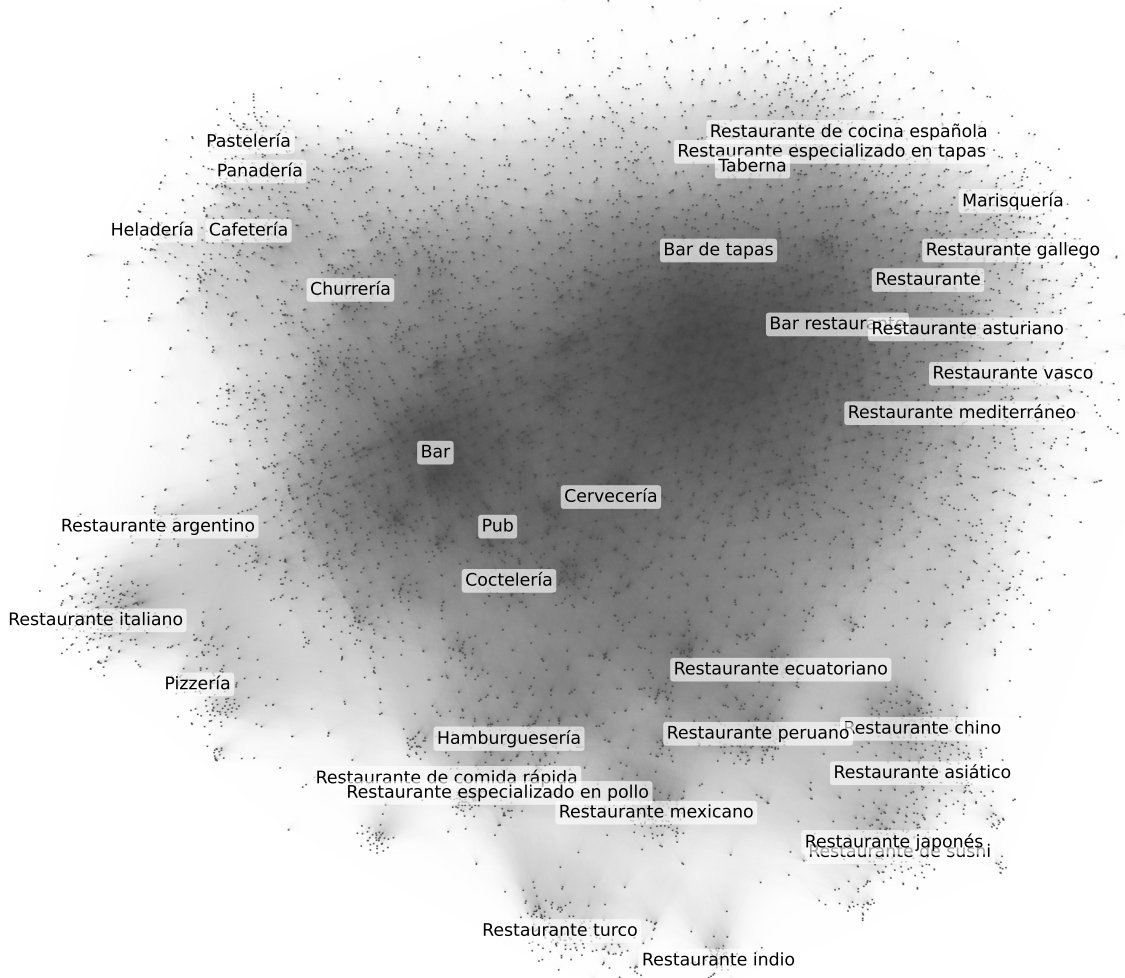 Restaurante de cocina española
Pastelería
Restaurante especializado en tapas
Taberna
Panadería
Marisquería
Heladería
Cafetería
Bar de tapas
Restaurante gallego
Restaurante
Churrería
Bar restaurante
Restaurante asturiano
Restaurante vasco
Restaurante mediterráneo
Bar
Cervecería
Restaurante argentino
Pub
Coctelería
Restaurante italiano
Restaurante ecuatoriano
Pizzería
Restaurante chino
Restaurante peruano
Hamburguesería
Restaurante asiático
Restaurante de comida rápida
Restaurante especializado en pollo
Restaurante mexicano
Restaurante japonés
Restaurante de sushi
Restaurante turco
Restaurante indio